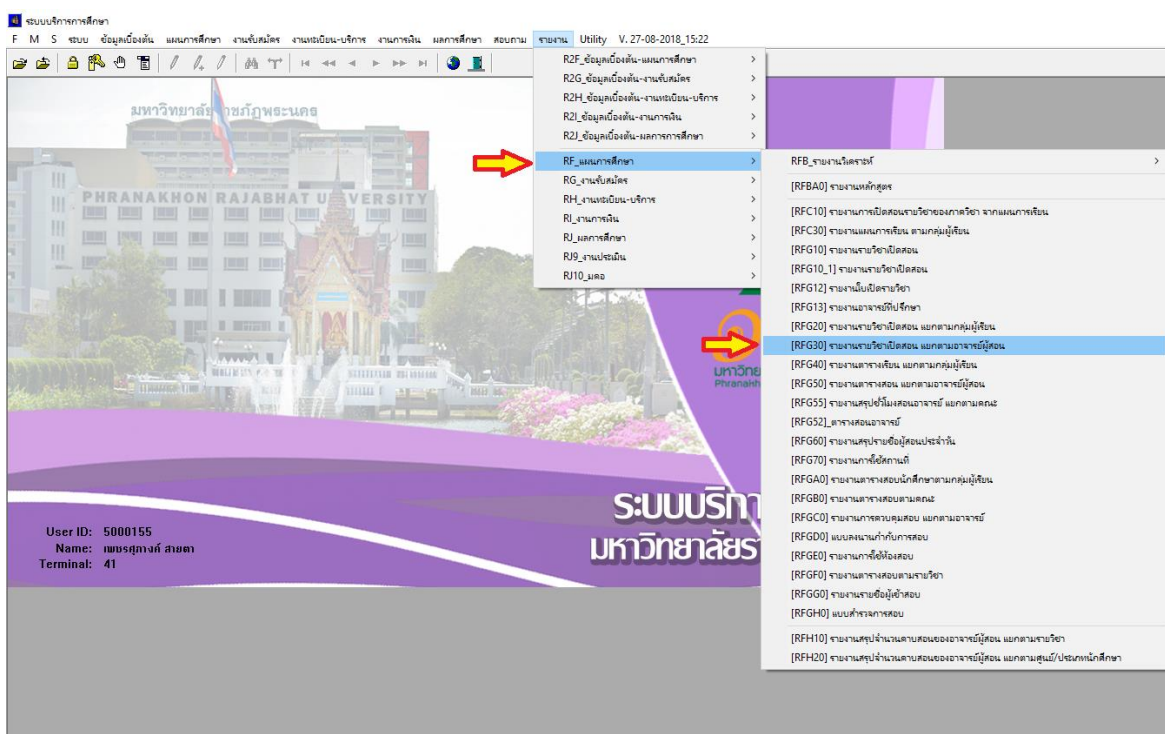 ระบบบริการการศึกษา
F M S ระบบ ข้อมูลเบื้องต้น แผนการศึกษา งานรับสมัคร งานทะเบียน-บริการ งานการเงิน ผลการศึกษา สอบถาม รายงาน Utility V. 27-08-2018_15:22
R2F_ข้อมูลเบื้องต้น-แผนการศึกษา
R2G_ข้อมูลเบื้องต้น-งานรับสมัคร
R2H_ข้อมูลเบื้องต้น-งานทะเบียน-บริการ
R2I_ข้อมูลเบื้องต้น-งานการเงิน
R2J_ข้อมูลเบื้องต้น-ผลการการศึกษา
RF_แผนการศึกษา
RG_งานรับสมัคร
RH_งานทะเบียน-บริการ
RI_งานการเงิน
RJ_ผลการศึกษา
RJ9_งานประเมิน
RJ10_มคอ
RFB_รายงานวิเคราะห์
[RFBA0] รายงานหลักสูตร
[RFC10] รายงานการเปิดสอนรายวิชาของภาควิชา จากแผนการเรียน
[RFC30] รายงานแผนการเรียน ตามกลุ่มผู้เรียน
[RFG10] รายงานรายวิชาเปิดสอน
[RFG10_1] รายงานรายวิชาเปิดสอน
[RFG12] รายงานใบเปิดรายวิชา
[RFG13] รายงานอาจารย์ที่ปรึกษา
[RFG20] รายงานรายวิชาเปิดสอน แยกตามกลุ่มผู้เรียน
[RFG30] รายงานรายวิชาเปิดสอน แยกตามอาจารย์ผู้สอน
[RFG40] รายงานตารางเรียน แยกตามกลุ่มผู้เรียน
[RFG50] รายงานตารางสอน แยกตามอาจารย์ผู้สอน
[RFG55] รายงานสรุปชั่วโมงสอนอาจารย์ แยกตามคณะ
[RFG52]_ตารางสอนอาจารย์
[RFG60] รายงานสรุปรายชื่อผู้สอนประจำวัน
[RFG70] รายงานการใช้สถานที่
[RFGA0] รายงานตารางสอบนักศึกษาตามกลุ่มผู้เรียน
[RFGB0] รายงานตารางสอบตามคณะ
[RFGC0] รายงานการควบคุมสอบ แยกตามอาจารย์
[RFGD0] แบบลงนามกำกับการสอบ
[RFGE0] รายงานการใช้ห้องสอบ
[RFGF0] รายงานตารางสอบตามรายวิชา
[RFGG0] รายงานรายชื่อผู้เข้าสอบ
[RFGH0] แบบสำรวจการสอบ
[RFH10] รายงานสรุปจำนวนคาบสอนของอาจารย์ผู้สอน แยกตามรายวิชา
[RFH20] รายงานสรุปจำนวนคาบสอนของอาจารย์ผู้สอน แยกตามศูนย์/ประเภทนักศึกษา
มหาวิทยาลัยราชภัฏพระนคร
PHRANAKHON RAJABHAT UNIVERSITY
ระบบบริกา
มหาวิทยาลัยรา
User ID: 5000155
Name:
Terminal: 41